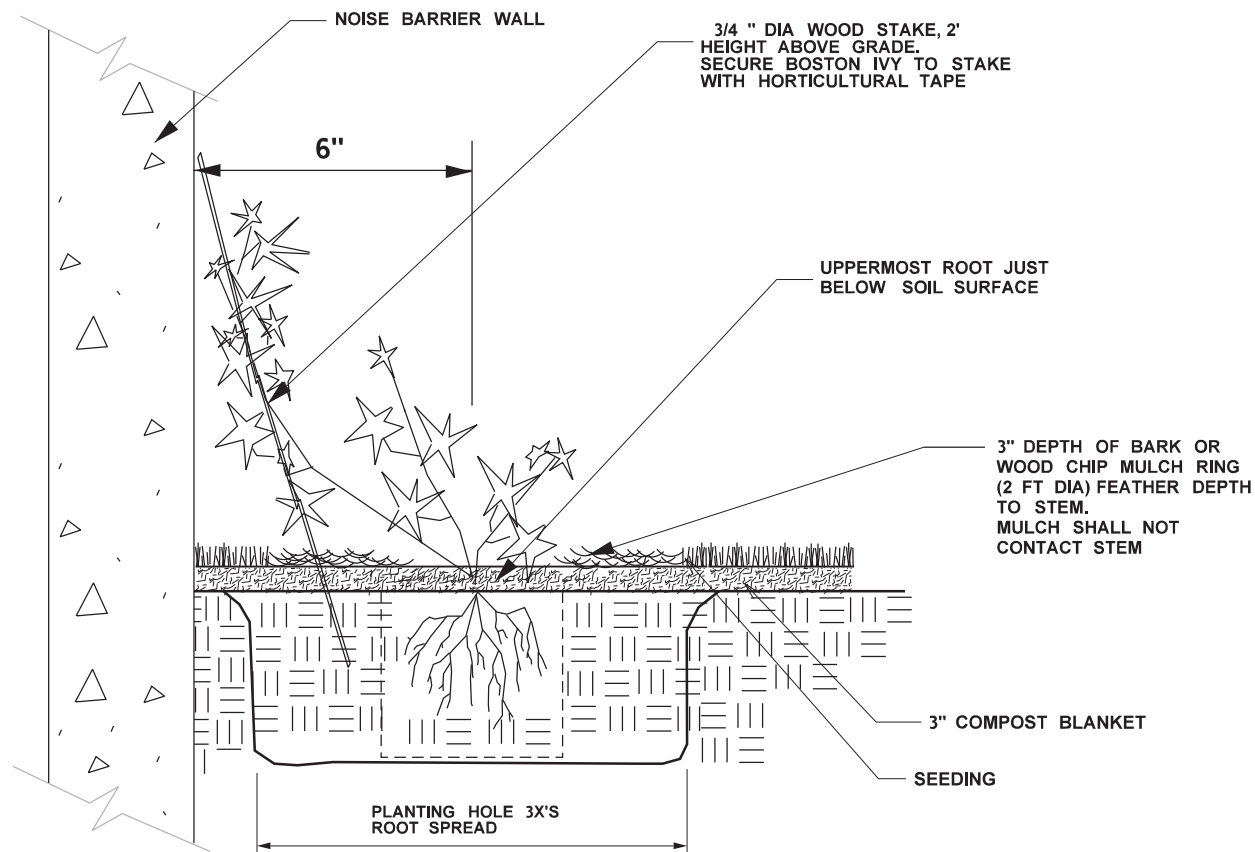 NOISE BARRIER WALL
3/4 " DIA WOOD STAKE, 2'
HEIGHT ABOVE GRADE.
SECURE BOSTON IVY TO STAKE
WITH HORTICULTURAL TAPE
6"
UPPERMOST ROOT JUST
BELOW SOIL SURFACE
3" DEPTH OF BARK OR
WOOD CHIP MULCH RING
(2 FT DIA) FEATHER DEPTH
TO STEM.
MULCH SHALL NOT
CONTACT STEM
3" COMPOST BLANKET
SEEDING
PLANTING HOLE 3X'S
ROOT SPREAD